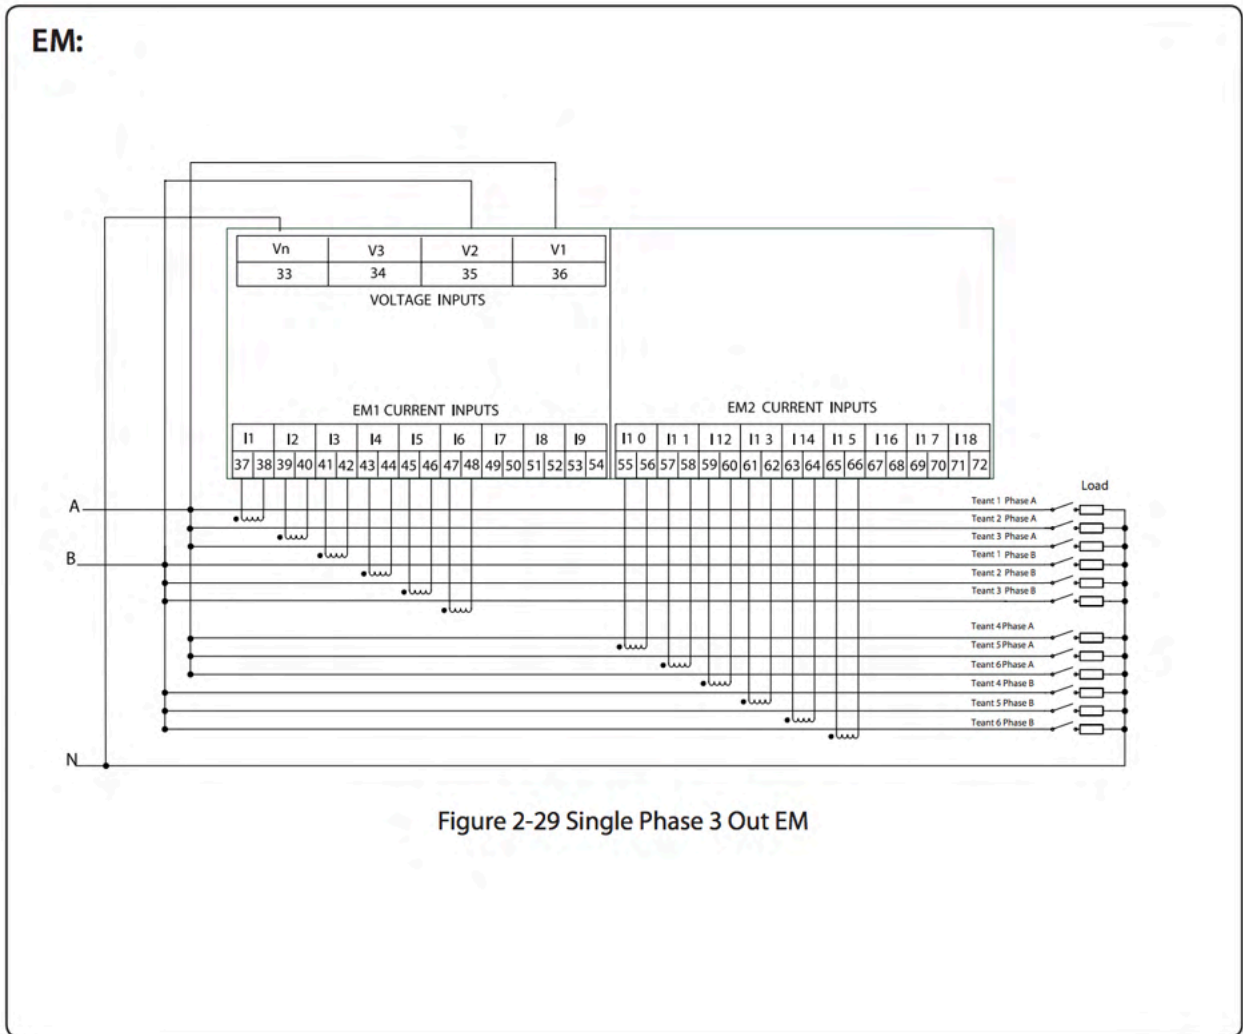 EM:
Vn V3 V2 V1
33 34 35 36
VOLTAGE INPUTS
EM1 CURRENT INPUTS
EM2 CURRENT INPUTS
I1 I2 I3 I4 I5 I6 I7 I8 I9
I1 0 I1 1 I12 I1 3 I14 I1 5 I16 I1 7 I18
37 38 39 40 41 42 43 44 45 46 47 48 49 50 51 52 53 54
55 56 57 58 59 60 61 62 63 64 65 66 67 68 69 70 71 72
Load
A
Teant 1 Phase A
Teant 2 Phase A
Teant 3 Phase A
B
Teant 1 Phase B
Teant 2 Phase B
Teant 3 Phase B
Teant 4 Phase A
Teant 5 Phase A
Teant 6 Phase A
Teant 4 Phase B
Teant 5 Phase B
Teant 6 Phase B
N
Figure 2-29 Single Phase 3 Out EM